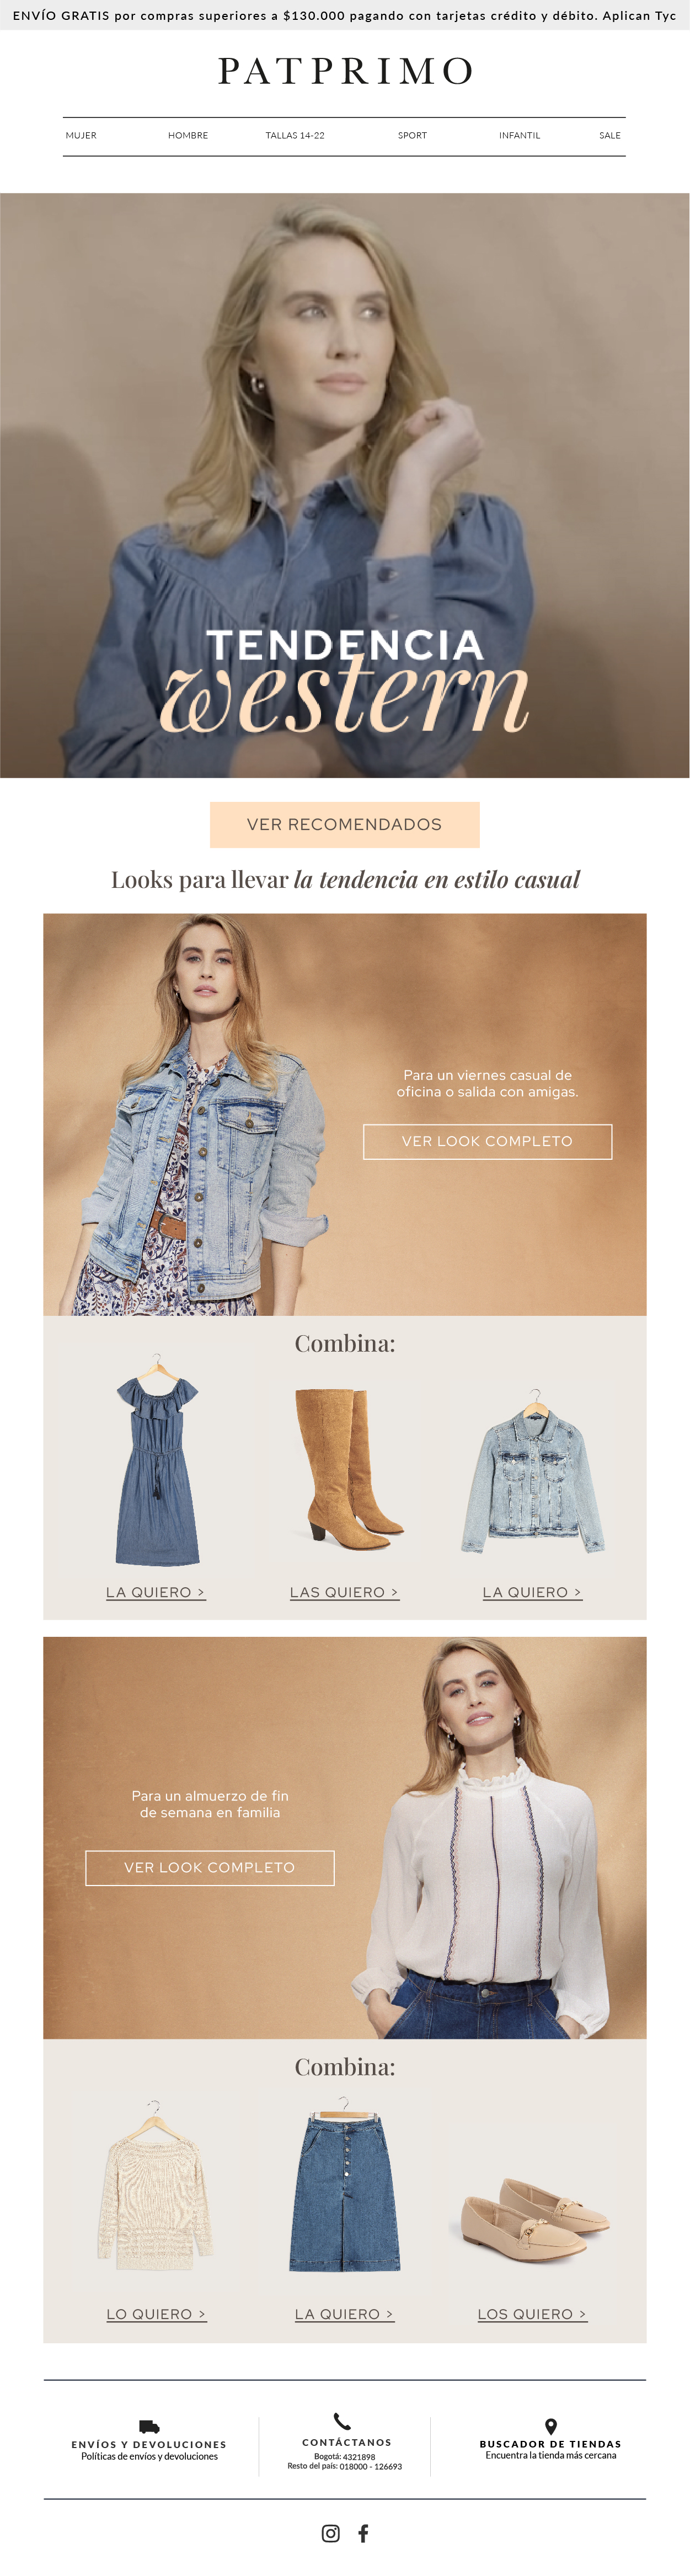 ENVÍO GRATIS por compras superiores a $130.000 pagando con tarjetas crédito y débito. Aplican Tyc
PATPRIMO
MUJER HOMBRE TALLAS 14-22 SPORT INFANTIL SALE
TENDENCIA
western
VER RECOMENDADOS
Looks para llevar la tendencia en estilo casual
Para un viernes casual de
oficina o salida con amigas.
VER LOOK COMPLETO
Combina:
LA QUIERO >
LAS QUIERO >
LA QUIERO >
Para un almuerzo de fin
de semana en familia
VER LOOK COMPLETO
Combina:
LO QUIERO >
LA QUIERO >
LOS QUIERO >
ENVÍOS Y DEVOLUCIONES
Políticas de envíos y devoluciones
CONTÁCTANOS
Bogotá: 4321898
Resto del país: 018000 - 126693
BUSCADOR DE TIENDAS
Encuentra la tienda más cercana